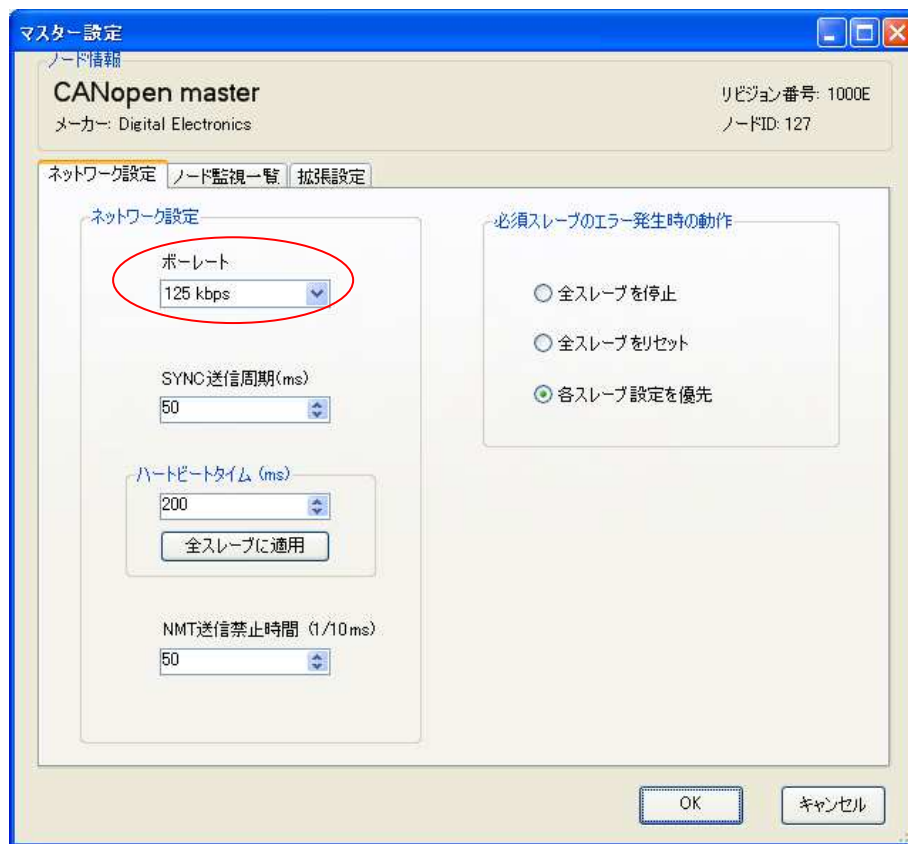 マスター設定
ノード情報
CANopen master
リビジョン番号: 1000E
メーカー: Digital Electronics
ノードID: 127
ネットワーク設定
ノード監視一覧
拡張設定
ネットワーク設定
ボーレート
125 kbps
SYNC送信周期(ms)
50
ハートビートタイム (ms)
200
全スレーブに適用
NMT送信禁止時間 (1/10ms)
50
必須スレーブのエラー発生時の動作
全スレーブを停止
全スレーブをリセット
各スレーブ設定を優先
OK
キャンセル